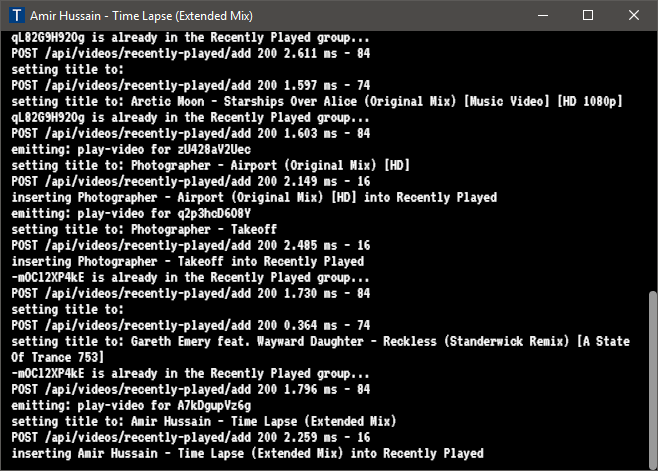 T Amir Hussain - Time Lapse (Extended Mix)
qL82G9H92Og is already in the Recently Played group...
POST /api/videos/recently-played/add 200 2.611 ms - 84
setting title to:
POST /api/videos/recently-played/add 200 1.597 ms - 74
setting title to: Arctic Moon - Starships Over Alice (Original Mix) [Music Video] [HD 1080p]
qL82G9H92Og is already in the Recently Played group...
POST /api/videos/recently-played/add 200 1.603 ms - 84
emitting: play-video for zU428aV2Uec
setting title to: Photographer - Airport (Original Mix) [HD]
POST /api/videos/recently-played/add 200 2.149 ms - 16
inserting Photographer - Airport (Original Mix) [HD] into Recently Played
emitting: play-video for q2p3hcD6O8Y
setting title to: Photographer - Takeoff
POST /api/videos/recently-played/add 200 2.485 ms - 16
inserting Photographer - Takeoff into Recently Played
-mOCl2XP4kE is already in the Recently Played group...
POST /api/videos/recently-played/add 200 1.730 ms - 84
setting title to:
POST /api/videos/recently-played/add 200 0.364 ms - 74
setting title to: Gareth Emery feat. Wayward Daughter - Reckless (Standerwick Remix) [A State
Of Trance 753]
-mOCl2XP4kE is already in the Recently Played group...
POST /api/videos/recently-played/add 200 1.796 ms - 84
emitting: play-video for A7kDgupVz6g
setting title to: Amir Hussain - Time Lapse (Extended Mix)
POST /api/videos/recently-played/add 200 2.259 ms - 16
inserting Amir Hussain - Time Lapse (Extended Mix) into Recently Played